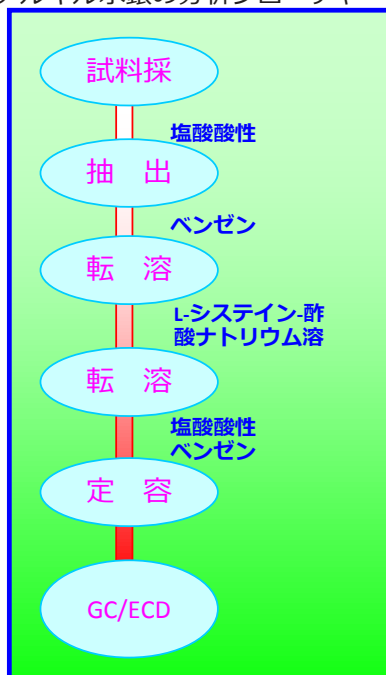 試料採
塩酸酸性
抽　出
ベンゼン
転　溶
L-システイン-酢
酸ナトリウム溶
転　溶
塩酸酸性
ベンゼン
定　容
GC/ECD